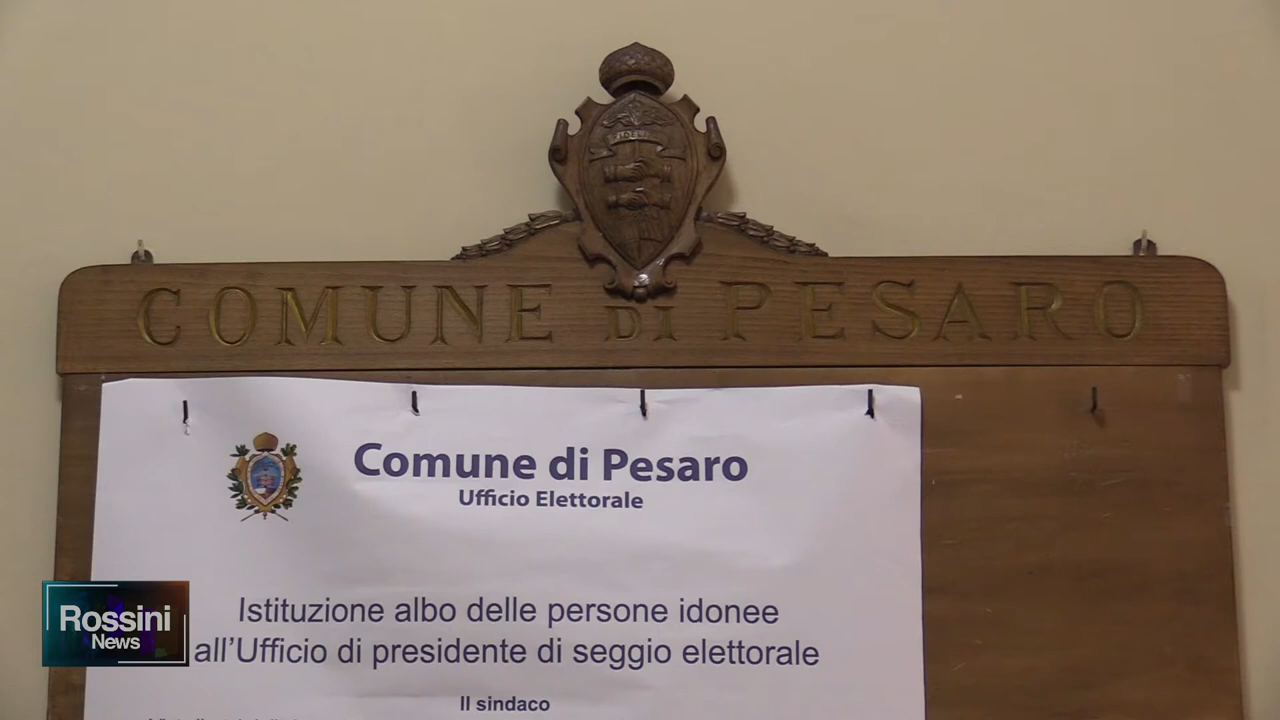 COMUNE DI PESARO
Comune di Pesaro
Ufficio Elettorale
Istituzione albo delle persone idonee
all'Ufficio di presidente di seggio elettorale
Il sindaco
Rossini
News